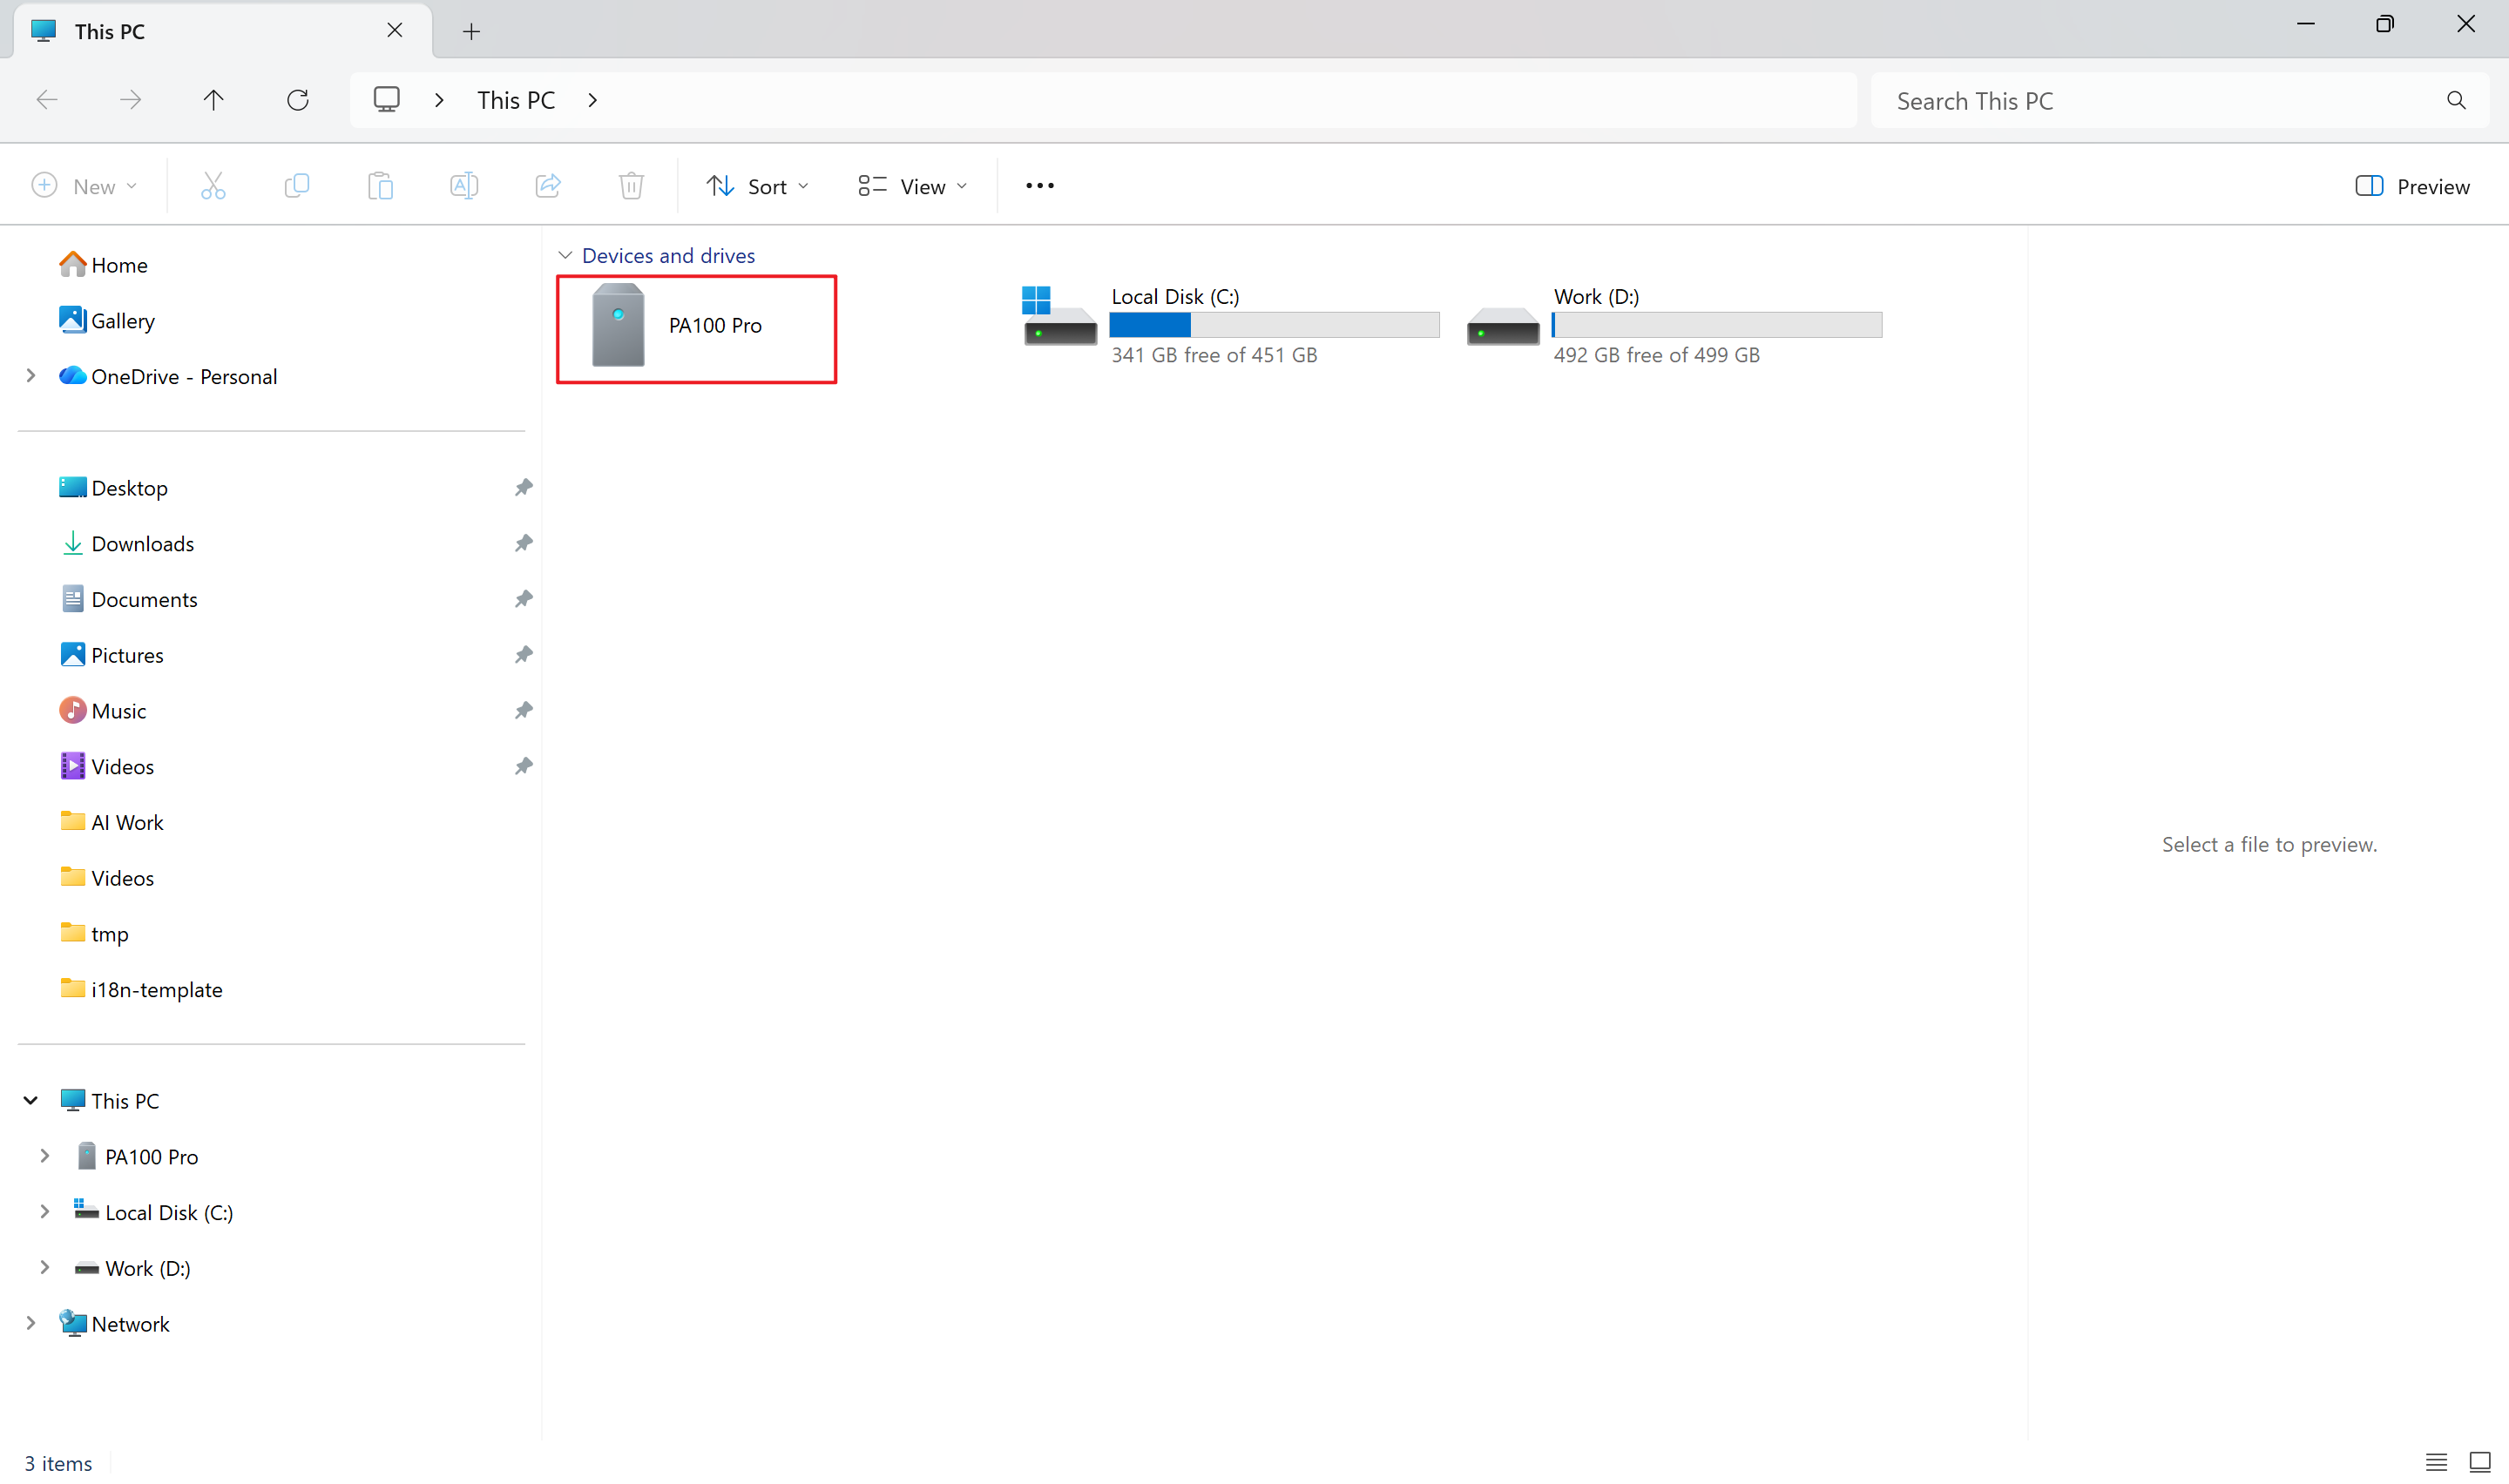 This PC
This PC
Search This PC
New
Sort
View
Preview
Home
Gallery
OneDrive - Personal
Desktop
Downloads
Documents
Pictures
Music
Videos
AI Work
Videos
tmp
i18n-template
This PC
PA100 Pro
Local Disk (C:)
Work (D:)
Network
Devices and drives
PA100 Pro
Local Disk (C:)
341 GB free of 451 GB
Work (D:)
492 GB free of 499 GB
Select a file to preview.
3 items